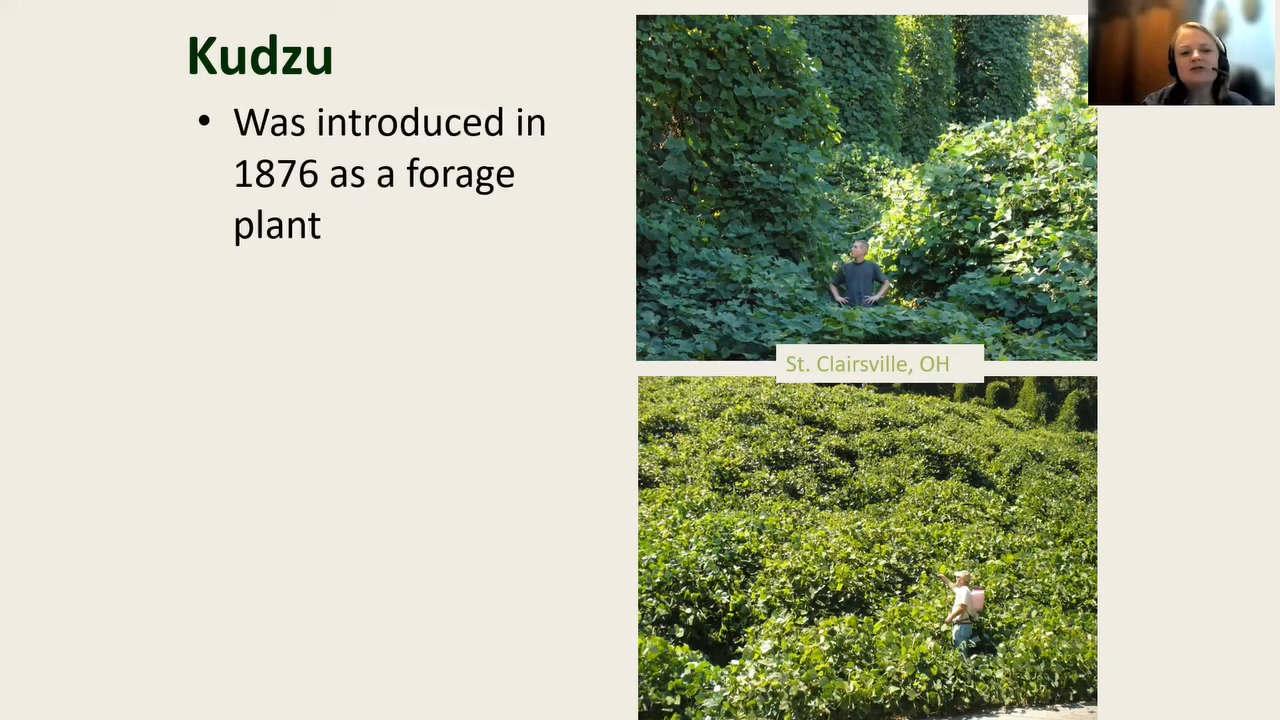 Kudzu
• Was introduced in
1876 as a forage
plant
St. Clairsville, OH